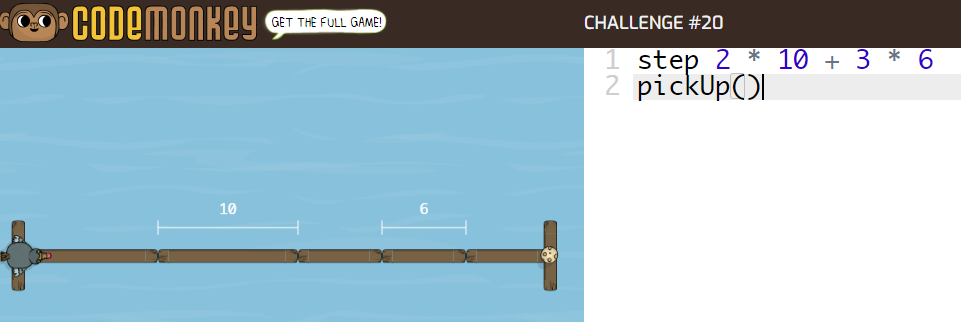 CODEMONKEY GET THE FULL GAME! CHALLENGE #20
1 step 2 * 10 + 3 * 6
2 pickUp()
10 6